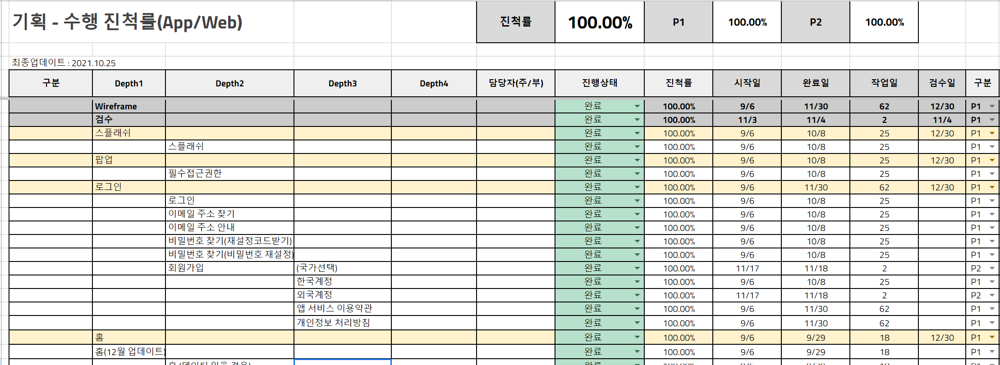 기획 - 수행 진척률(App/Web) 진척률 100.00% P1 100.00% P2 100.00%
최종업데이트 : 2021.10.25
구분 Depth1 Depth2 Depth3 Depth4 담당자(주/부) 진행상태 진척률 시작일 완료일 작업일 검수일 구분
Wireframe 완료 100.00% 9/6 11/30 62 12/30 P1
검수 완료 100.00% 11/3 11/4 2 11/4 P1
스플래쉬 완료 100.00% 9/6 10/8 25 12/30 P1
스플래쉬 완료 100.00% 9/6 10/8 25 P1
팝업 완료 100.00% 9/6 10/8 25 12/30 P1
필수접근권한 완료 100.00% 9/6 10/8 25 P1
로그인 완료 100.00% 9/6 11/30 62 12/30 P1
로그인 완료 100.00% 9/6 10/8 25 P1
이메일 주소 찾기 완료 100.00% 9/6 10/8 25 P1
이메일 주소 안내 완료 100.00% 9/6 10/8 25 P1
비밀번호 찾기(재설정코드받기) 완료 100.00% 9/6 10/8 25 P1
비밀번호 찾기(비밀번호 재설정) 완료 100.00% 9/6 10/8 25 P1
회원가입 (국가선택) 완료 100.00% 11/17 11/18 2 P2
한국계정 완료 100.00% 9/6 10/8 25 P1
외국계정 완료 100.00% 11/17 11/18 2 P2
앱 서비스 이용약관 완료 100.00% 9/6 11/30 62 P1
개인정보 처리방침 완료 100.00% 9/6 11/30 62 P1
홈 완료 100.00% 9/6 9/29 18 12/30 P1
홈(12월 업데이트) 완료 100.00% 9/6 9/29 18 P1